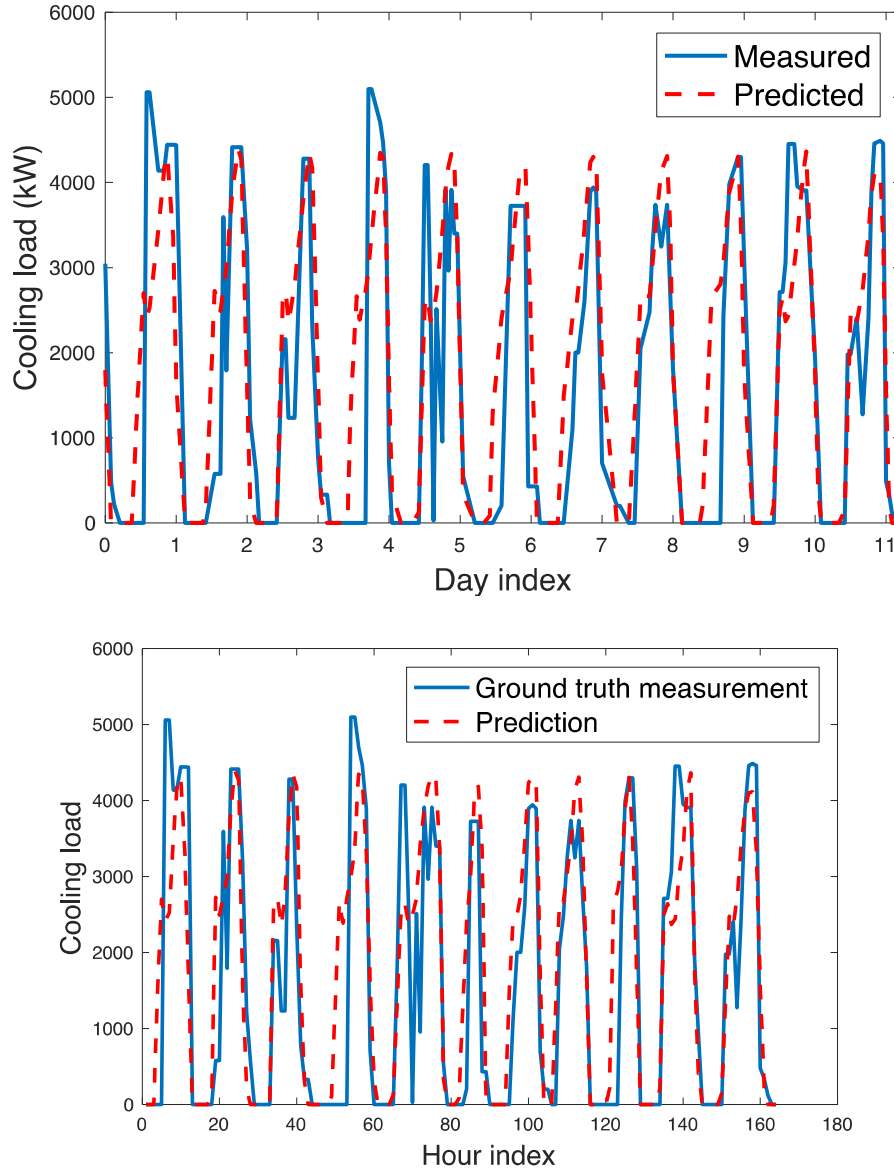 6000
5000
4000
3000
2000
1000
0
Cooling load (kW)
Measured
Predicted
0 1 2 3 4 5 6 7 8 9 10 11
Day index
6000
5000
4000
3000
2000
1000
0
Cooling load
Ground truth measurement
Prediction
0 20 40 60 80 100 120 140 160 180
Hour index